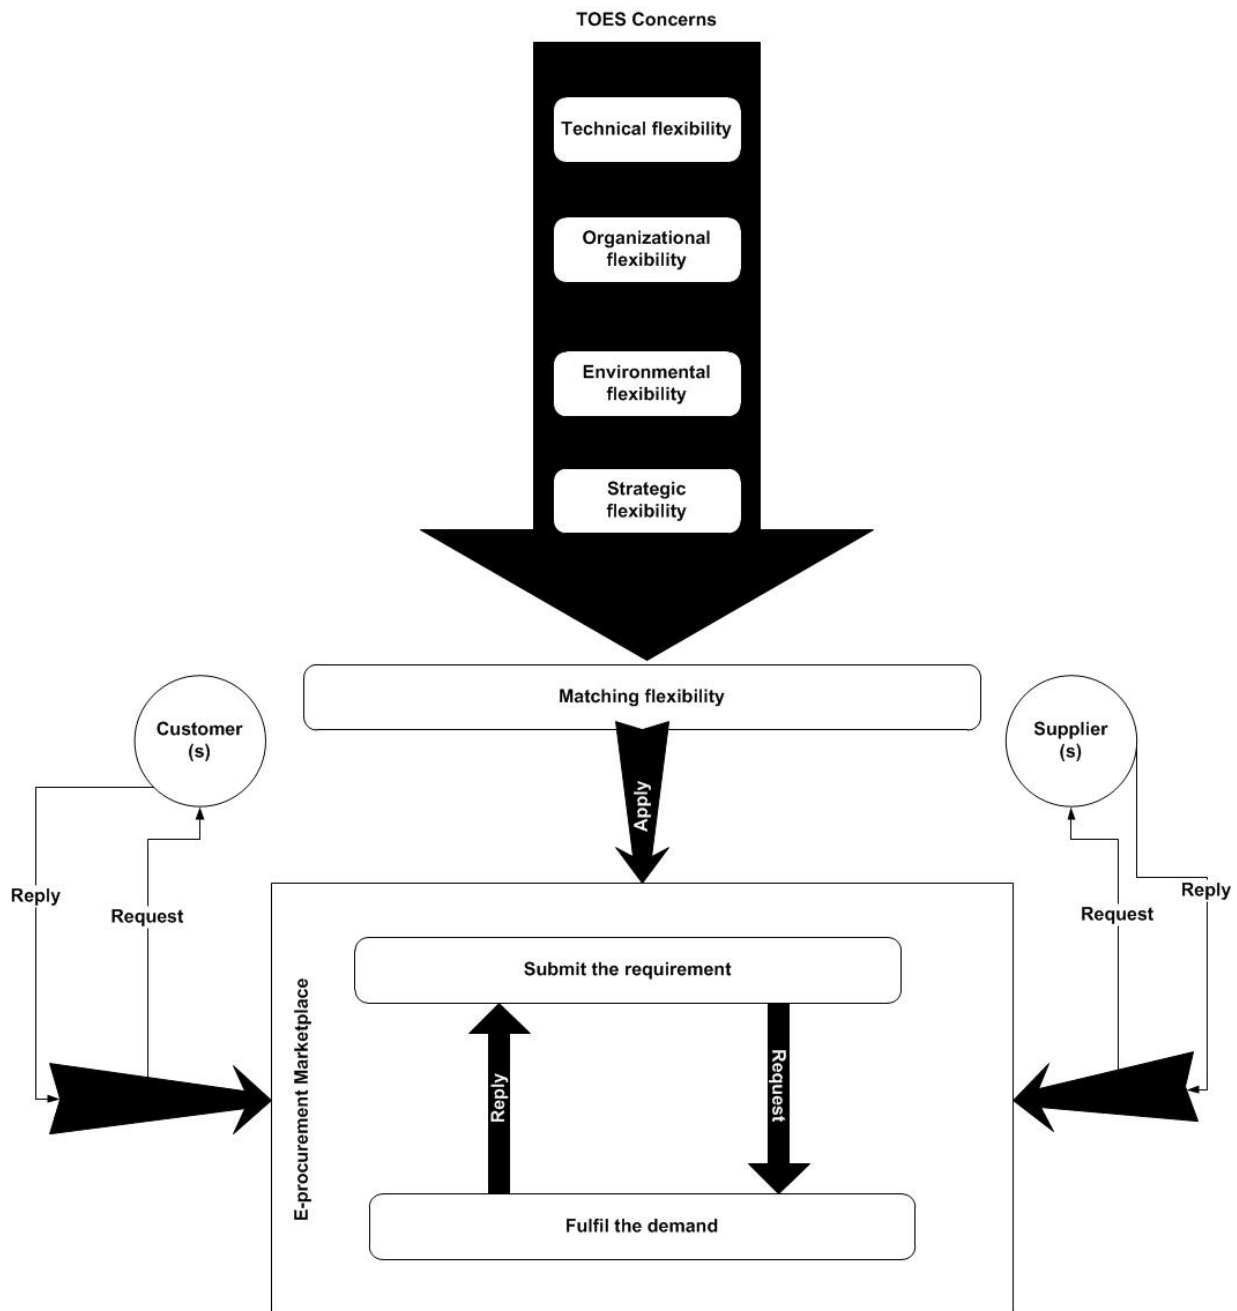 TOES Concerns
Technical flexibility
Organizational
flexibility
Environmental
flexibility
Strategic
flexibility
Matching flexibility
Customer
(s)
Supplier
(s)
Apply
Reply
Request
Request
Reply
E-procurement Marketplace
Submit the requirement
Reply
Request
Fulfil the demand